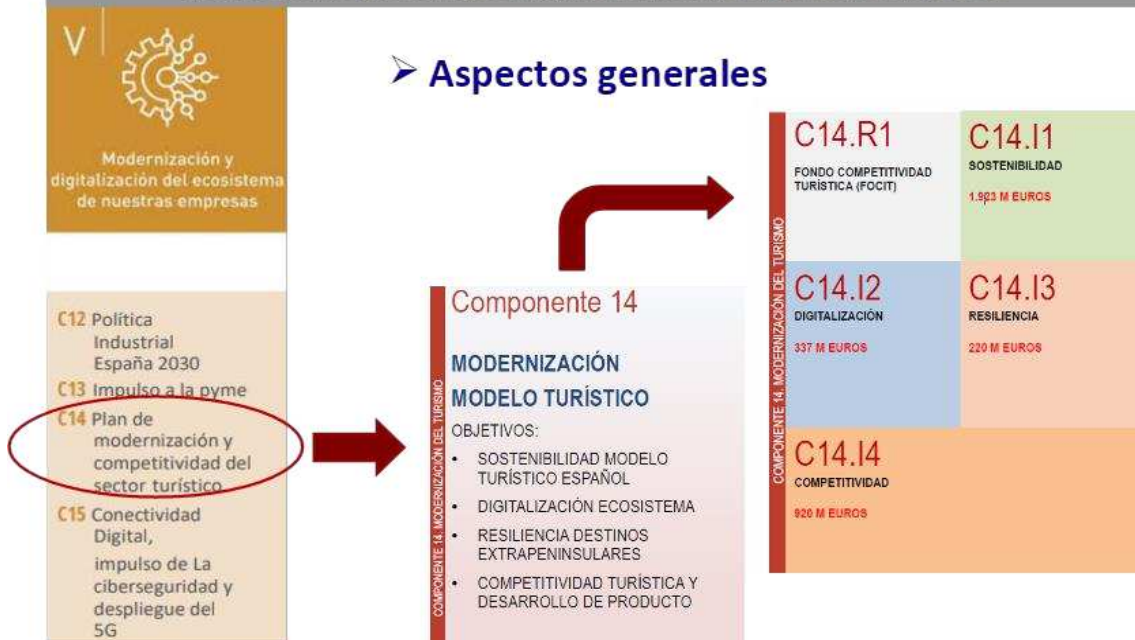 V
Modernización y
digitalización del ecosistema
de nuestras empresas
C12 Política
Industrial
España 2030
C13 Impulso a la pyme
C14 Plan de
modernización y
competitividad del
sector turístico
C15 Conectividad
Digital,
impulso de La
ciberseguridad y
despliegue del
5G
➢ Aspectos generales
COMPONENTE 14. MODERNIZACIÓN DEL TURISMO
Componente 14
MODERNIZACIÓN
MODELO TURÍSTICO
OBJETIVOS:
• SOSTENIBILIDAD MODELO
TURÍSTICO ESPAÑOL
• DIGITALIZACIÓN ECOSISTEMA
• RESILIENCIA DESTINOS
EXTRAPENINSULARES
• COMPETITIVIDAD TURÍSTICA Y
DESARROLLO DE PRODUCTO
COMPONENTE 14. MODERNIZACIÓN DEL TURISMO
C14.R1
FONDO COMPETITIVIDAD
TURÍSTICA (FOCIT)
C14.I1
SOSTENIBILIDAD
M EUROS
C14.I2
DIGITALIZACIÓN
337 M EUROS
C14.I3
RESILIENCIA
220 M EUROS
C14.I4
COMPETITIVIDAD
920 M EUROS